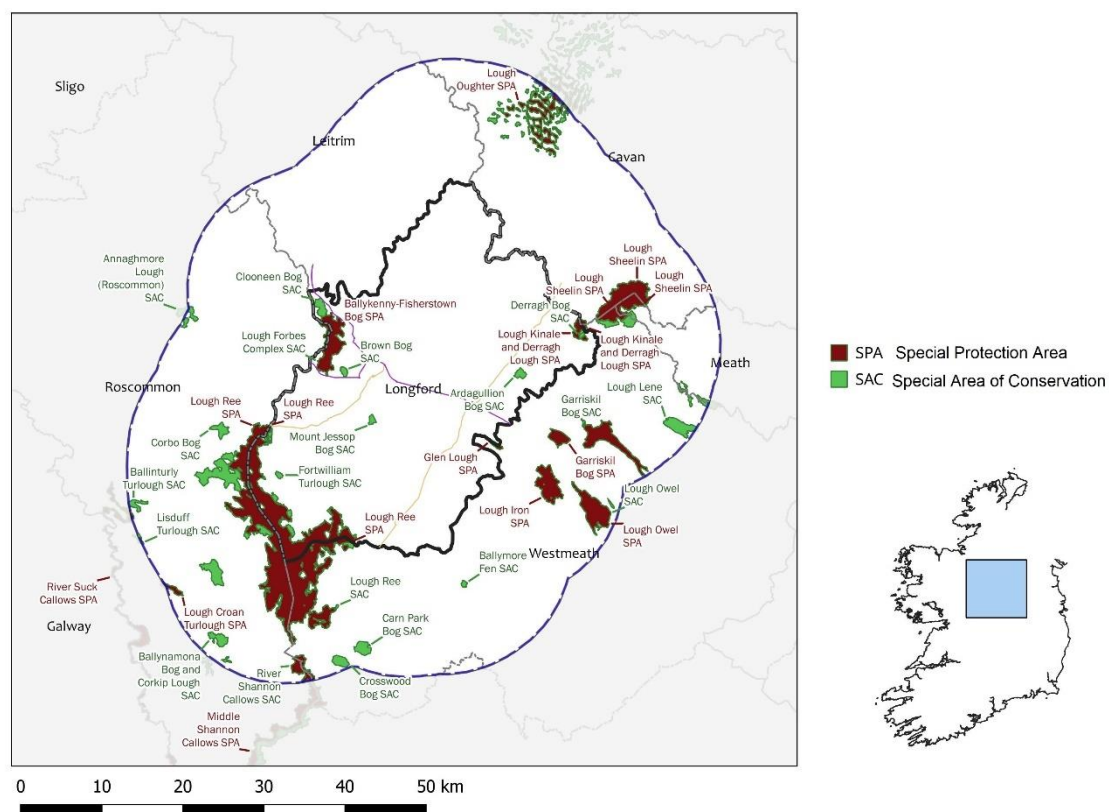 Sligo
Lough
Oughter SPA
Leitrim
Cavan
Annaghmore
Lough
(Roscommon)
SAC
Clooneen Bog
SAC
Lough
Sheelin SPA
Lough
Sheelin SPA
Lough
Sheelin SPA
Ballykenny-Fisherstown
Bog SPA
Derragh Bog
SAC
Lough Forbes
Complex SAC
Brown Bog
SAC
Lough Kinale
and Derragh
Lough SPA
Lough Kinale
and Derragh
Lough SPA
Meath
Roscommon
Longford
Ardagullion
Bog SAC
Lough Lene
SAC
Lough Ree
SPA
Lough Ree
SPA
Garriskil
Bog SAC
Corbo Bog
SAC
Mount Jessop
Bog SAC
Glen Lough
SPA
Garriskil
Bog SPA
Ballinturly
Turlough SAC
Fortwilliam
Turlough SAC
Lough Iron
SPA
Lough Owel
SAC
Lisduff
Turlough SAC
Lough Ree
SPA
Lough Owel
SPA
Westmeath
Ballymore
Fen SAC
River Suck
Callows SPA
Lough Ree
SAC
Galway
Lough Croan
Turlough SPA
Carn Park
Bog SAC
Ballynamona
Bog and
Corkip Lough
SAC
River
Shannon
Callows SAC
Crosswood
Bog SAC
Middle
Shannon
Callows SPA
SPA Special Protection Area
SAC Special Area of Conservation
0 10 20 30 40 50 km